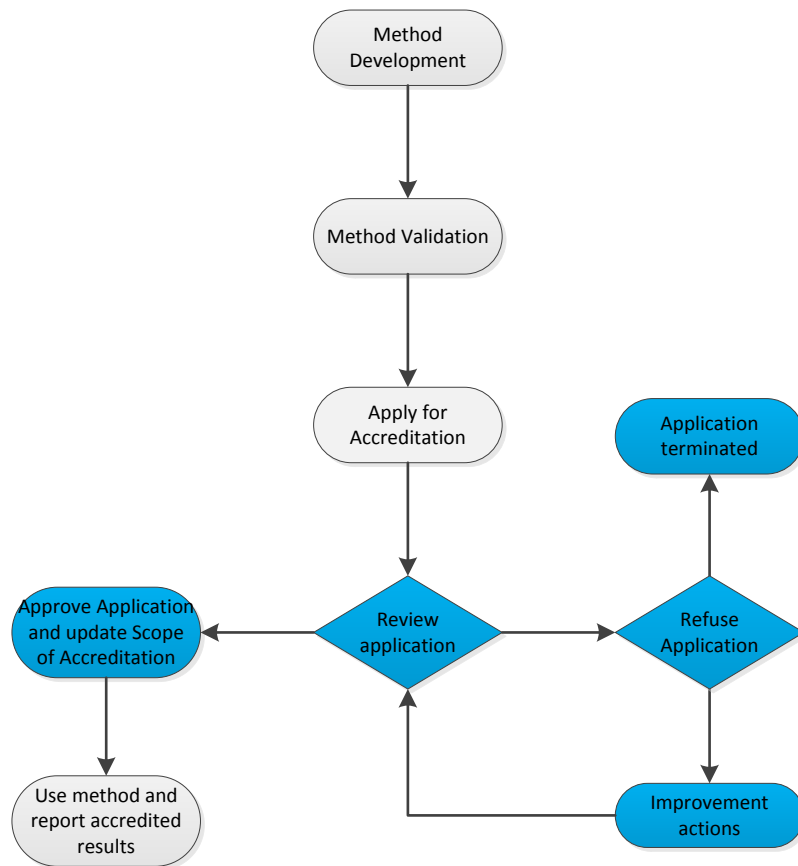 Method
Development
Method Validation
Apply for
Accreditation
Application
terminated
Approve Application
and update Scope
of Accreditation
Review
application
Refuse
Application
Use method and
report accredited
results
Improvement
actions